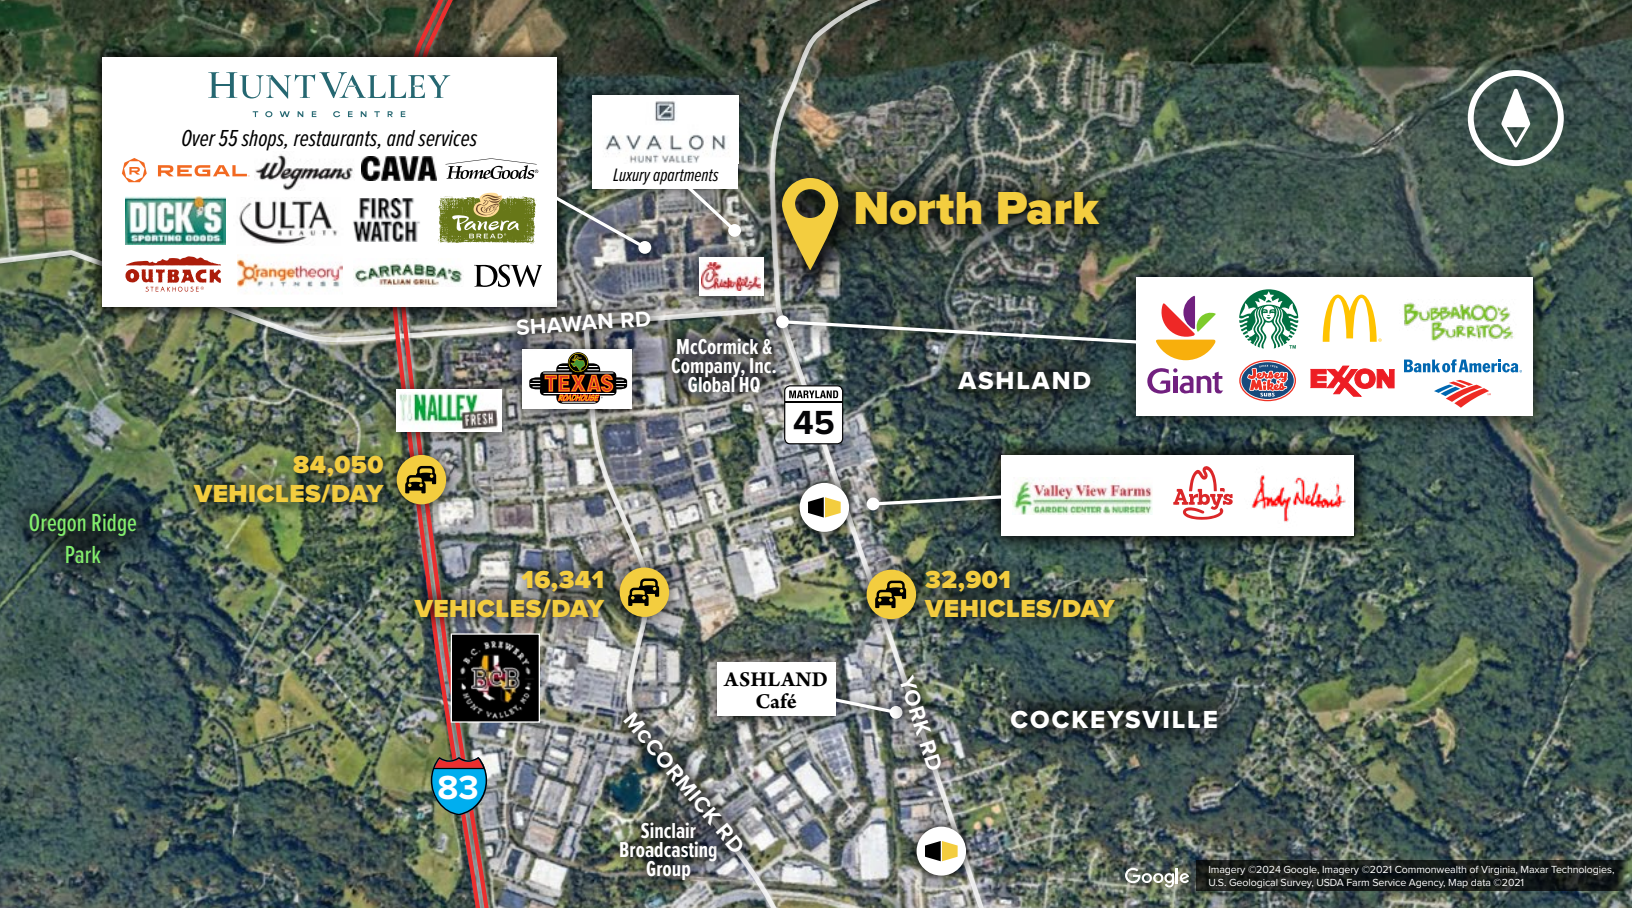 HUNT VALLEY
TOWNE CENTRE
Over 55 shops, restaurants, and services
R REGAL Wegmans CAVA HomeGoods
DICK'S SPORTING GOODS ULTA BEAUTY FIRST WATCH Panera BREAD
OUTBACK STEAKHOUSE orangetheory FITNESS CARRABBA'S ITALIAN GRILL DSW
AVALON
HUNT VALLEY
Luxury apartments
North Park
Chick-fil-A
SHAWAN RD
TEXAS
ROADHOUSE
McCormick &
Company, Inc.
Global HQ
NALLEY
FRESH
MARYLAND
45
ASHLAND
Giant
Jersey
Mike's
SUBS
EXXON
BUBBAKOO'S
BURRITOS
Bank of America
84,050
VEHICLES/DAY
Oregon Ridge
Park
Valley View Farms
GARDEN CENTER & NURSERY
Arby's
Andy Nelson's
16,341
VEHICLES/DAY
32,901
VEHICLES/DAY
B.C. BREWERY
BCB
HUNT VALLEY, MD
ASHLAND
Café
YORK RD
COCKEYSVILLE
McCORMICK RD
83
Sinclair
Broadcasting
Group
Google
Imagery ©2024 Google, Imagery ©2021 Commonwealth of Virginia, Maxar Technologies,
U.S. Geological Survey, USDA Farm Service Agency, Map data ©2021